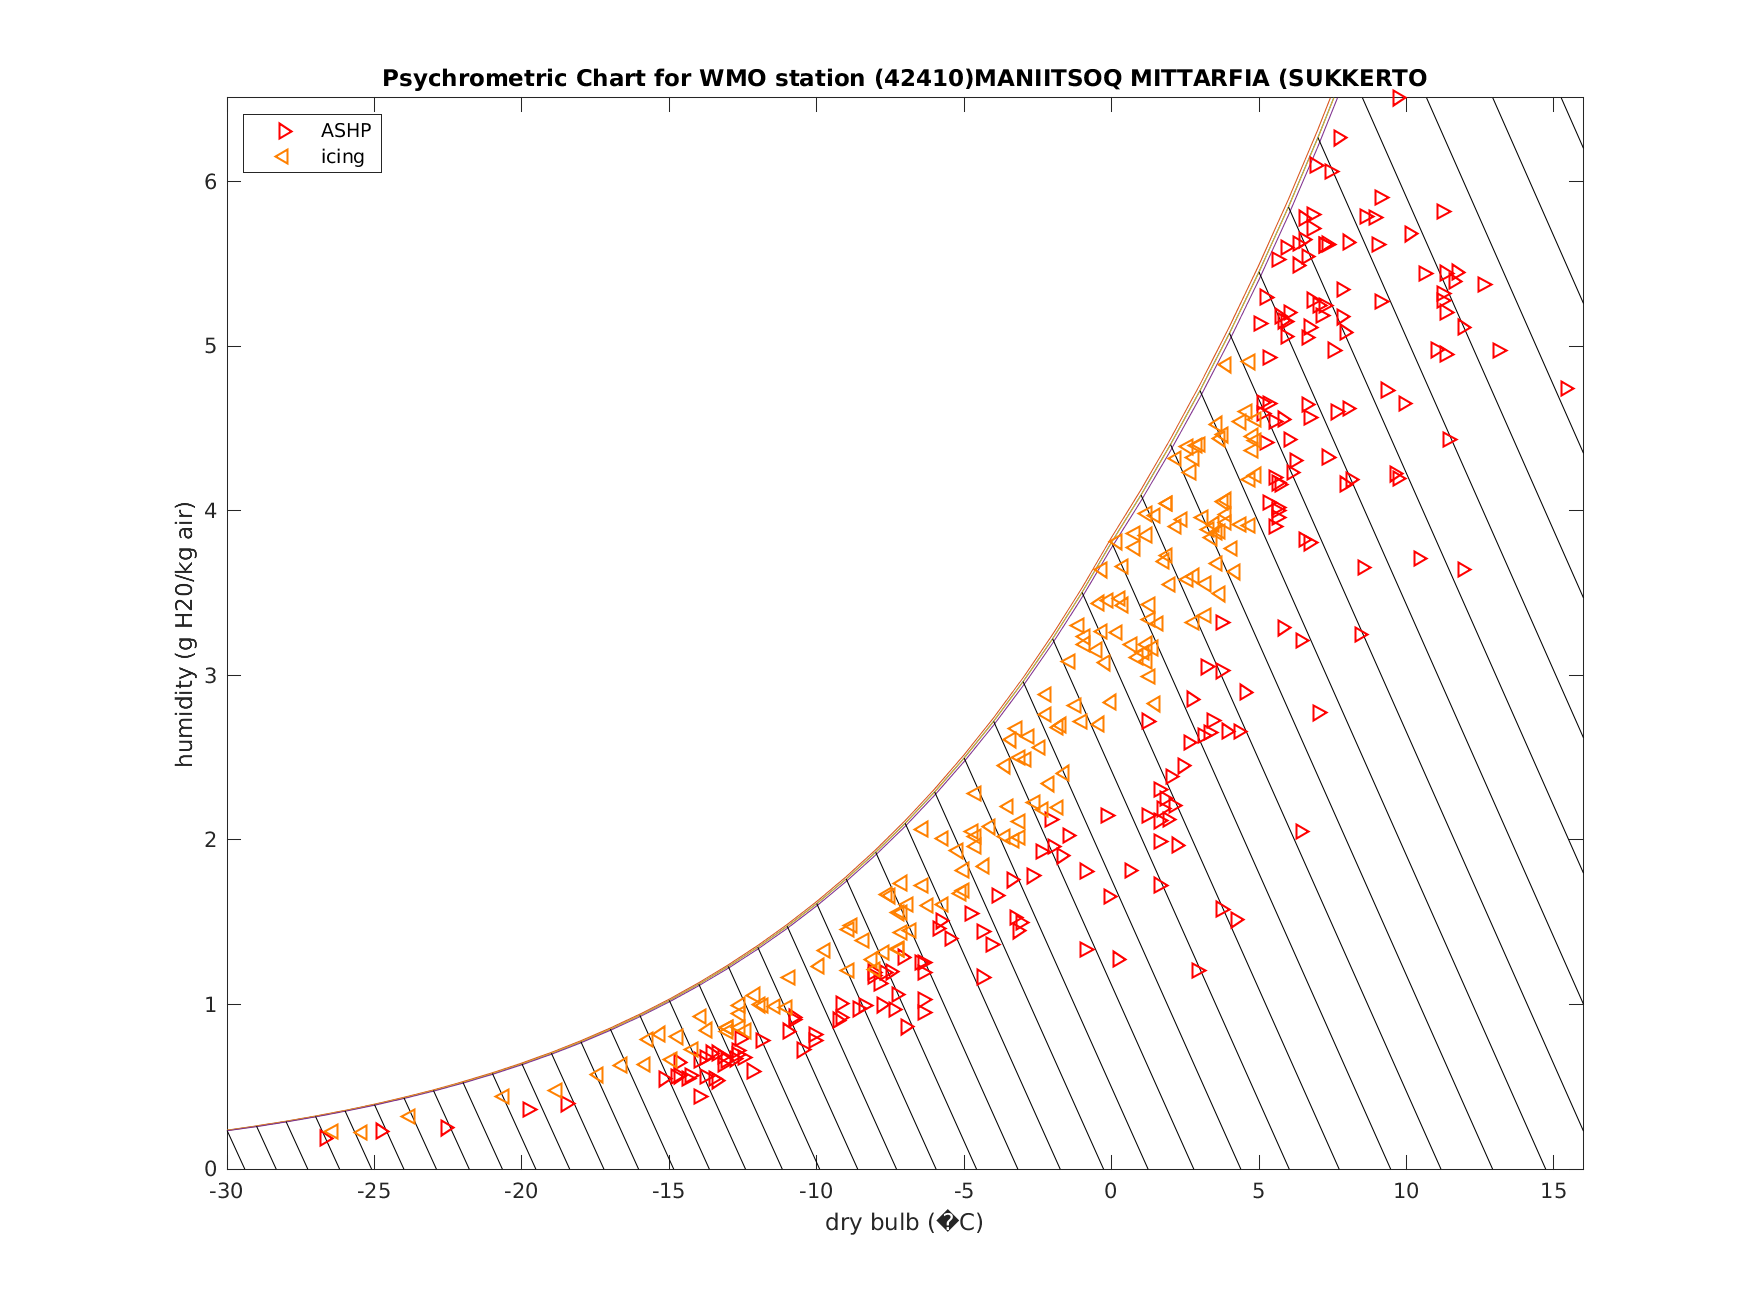 Psychrometric Chart for WMO station (42410)MANIITSOQ MITTARFIA (SUKKERTO
ASHP
icing
humidity (g H20/kg air)
6
5
4
3
2
1
0
-30 -25 -20 -15 -10 -5 0 5 10 15
dry bulb (�C)